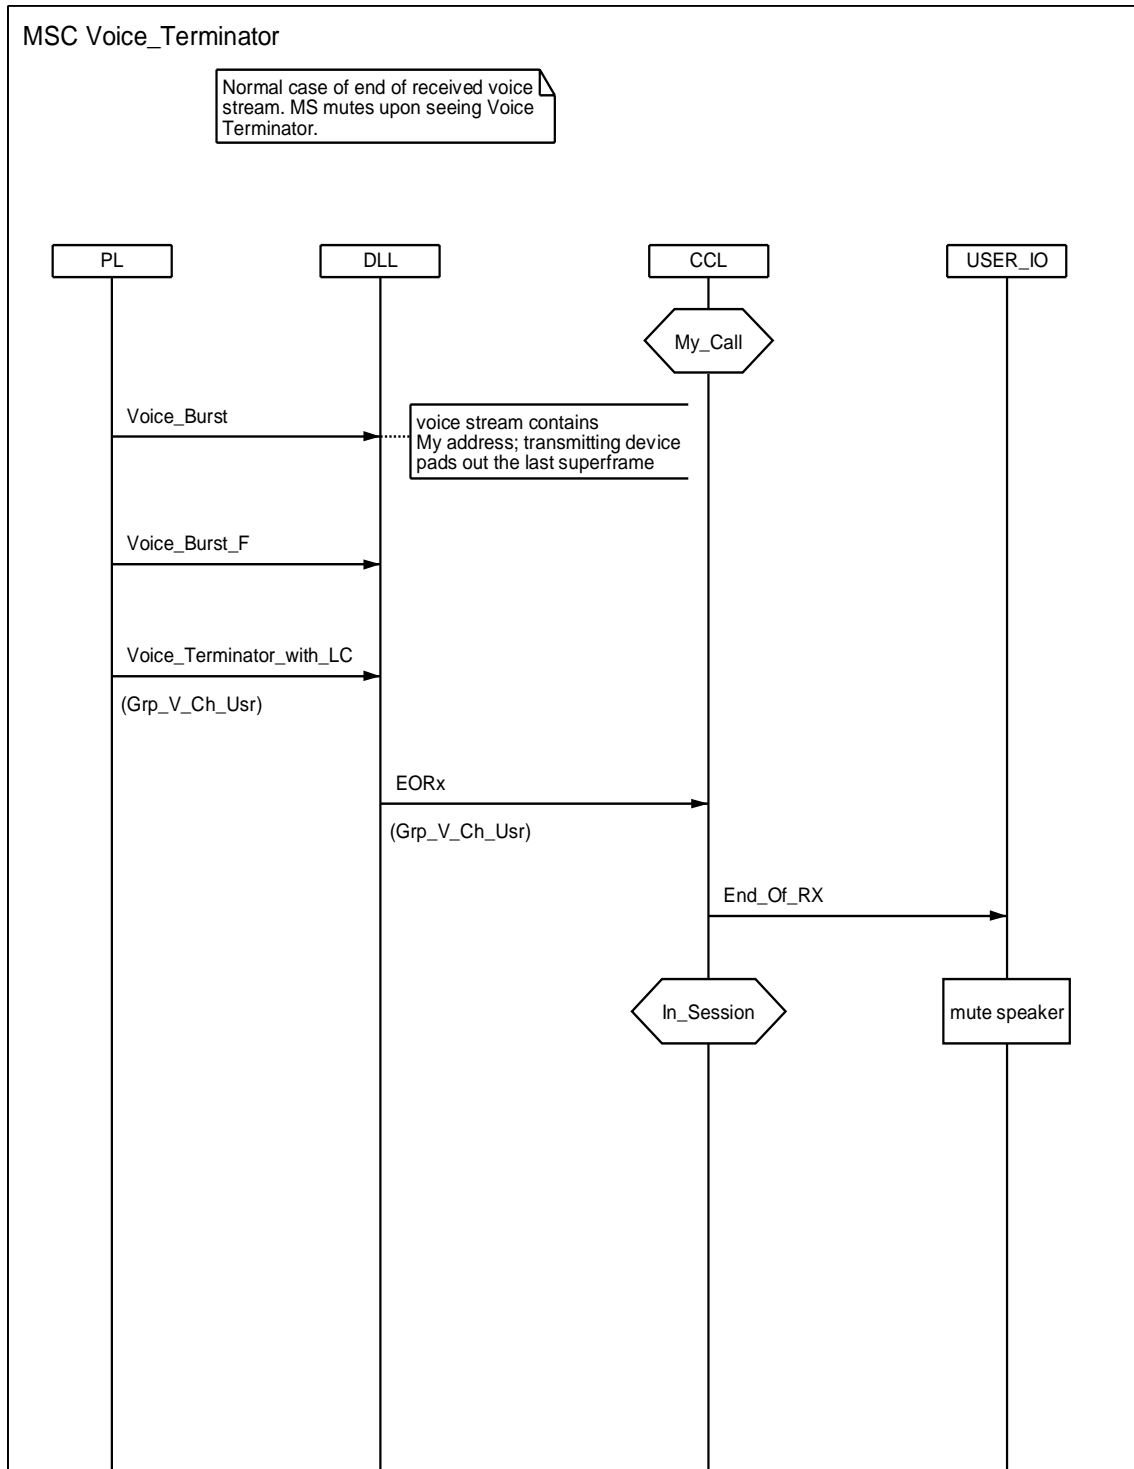 MSC Voice_Terminator
Normal case of end of received voice
stream. MS mutes upon seeing Voice
Terminator.
PL
DLL
CCL
USER_IO
My_Call
Voice_Burst
voice stream contains
My address; transmitting device
pads out the last superframe
Voice_Burst_F
Voice_Terminator_with_LC
(Grp_V_Ch_Usr)
EORx
(Grp_V_Ch_Usr)
End_Of_RX
In_Session
mute speaker